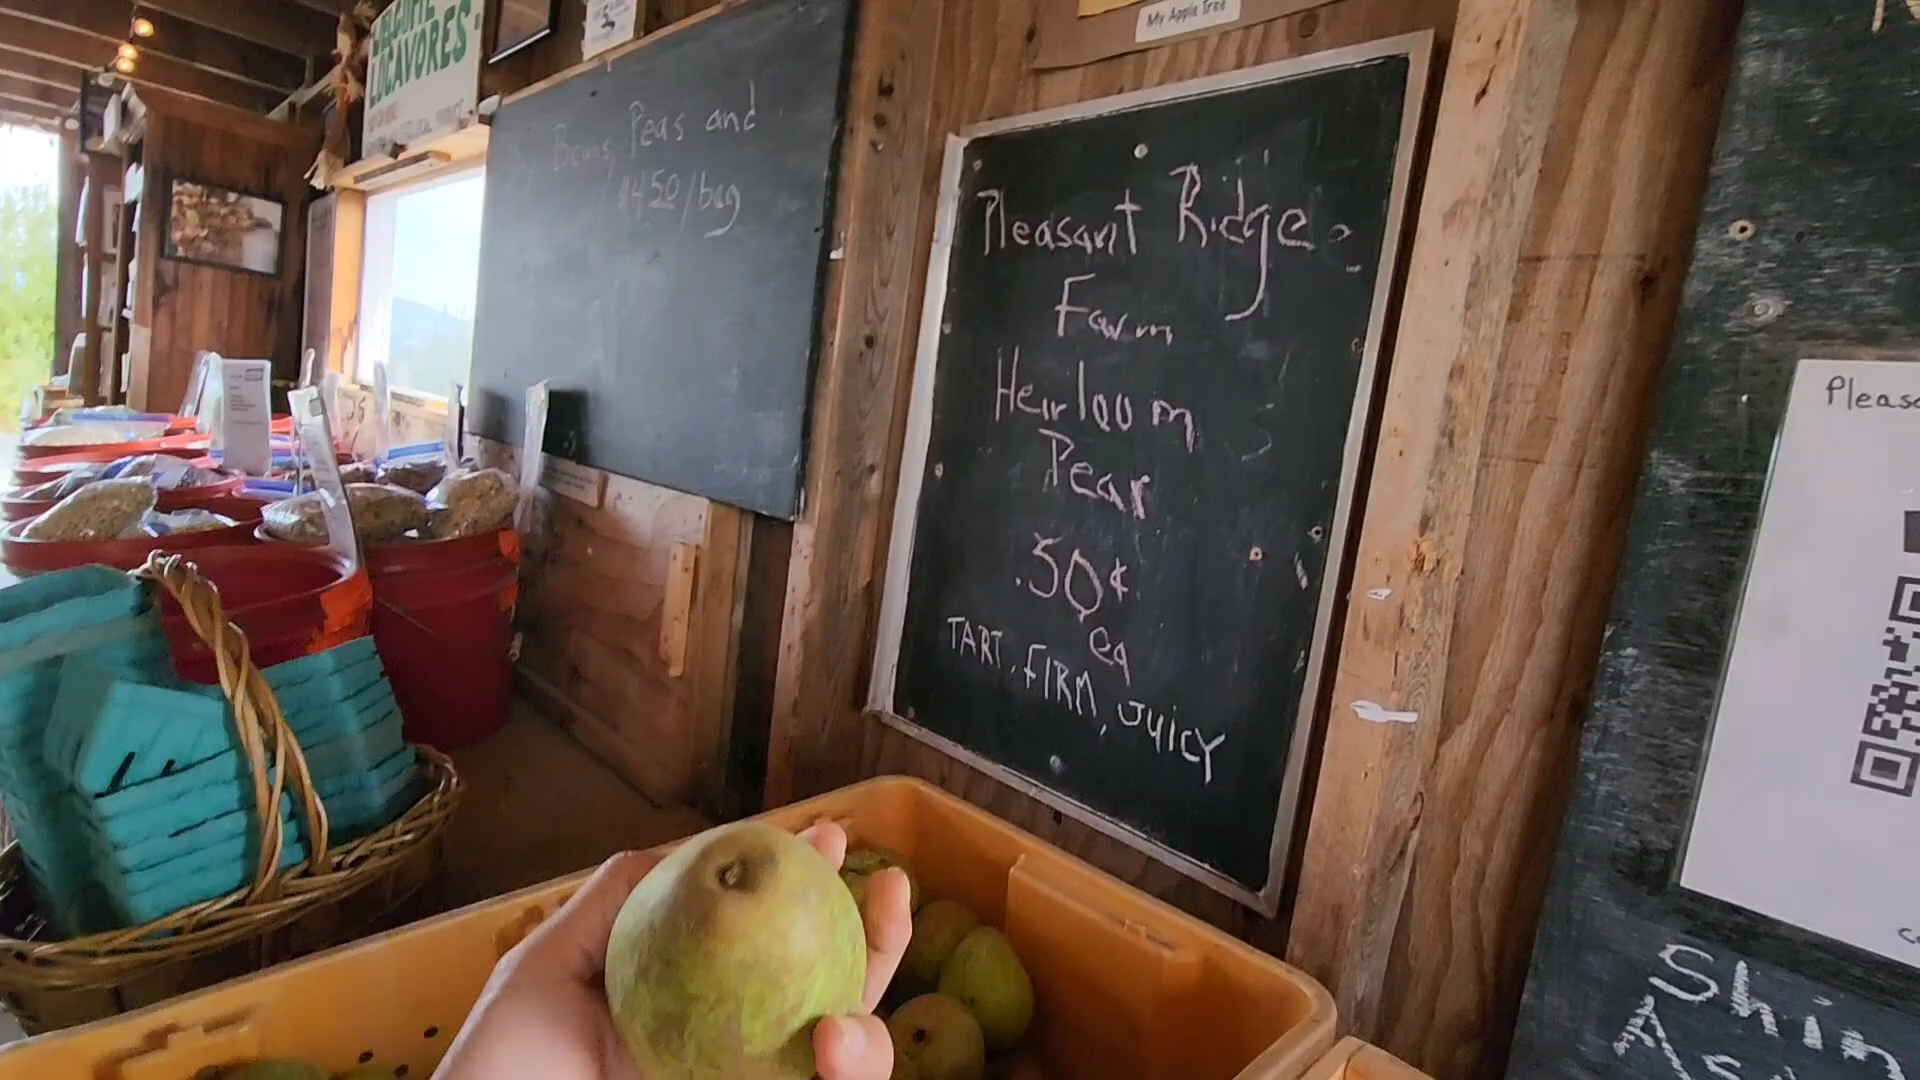 LOCAVORES
Beans, Peas and
$4.50/bag
My Apple Tree
Pleasant Ridge
Farm
Heirloom
Pear
.50¢
ea
TART, FIRM, JUICY